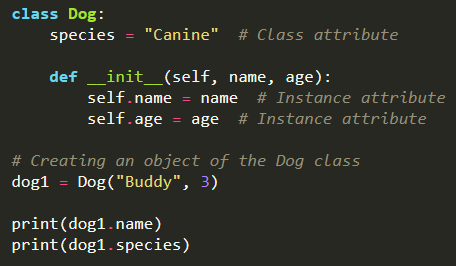 class Dog:
    species = "Canine"  # Class attribute

    def __init__(self, name, age):
        self.name = name  # Instance attribute
        self.age = age  # Instance attribute

# Creating an object of the Dog class
dog1 = Dog("Buddy", 3)

print(dog1.name)
print(dog1.species)